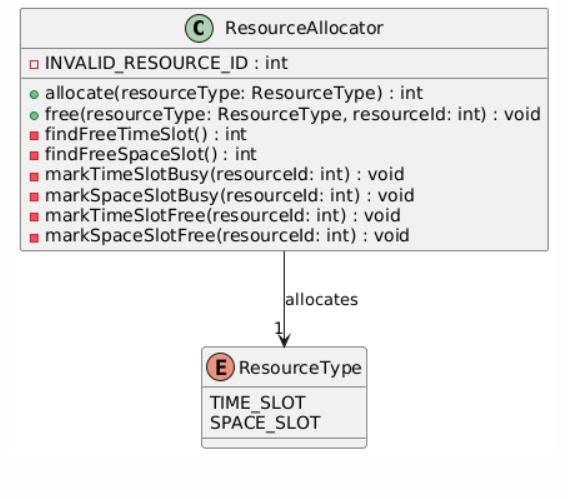 C ResourceAllocator
INVALID_RESOURCE_ID : int
allocate(resourceType: ResourceType) : int
free(resourceType: ResourceType, resourceId: int) : void
findFreeTimeSlot() : int
findFreeSpaceSlot() : int
markTimeSlotBusy(resourceId: int) : void
markSpaceSlotBusy(resourceId: int) : void
markTimeSlotFree(resourceId: int) : void
markSpaceSlotFree(resourceId: int) : void
allocates
1
E ResourceType
TIME_SLOT
SPACE_SLOT